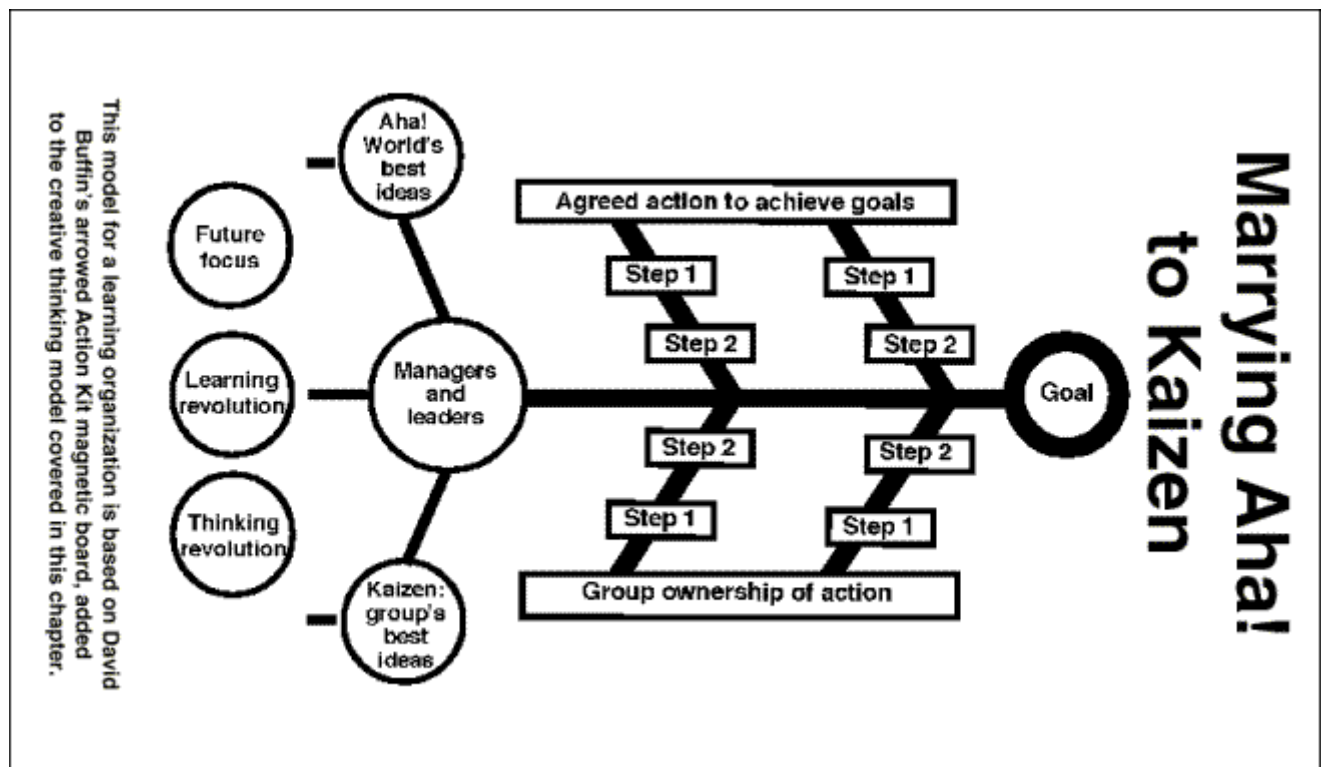 Marrying Aha!
to Kaizen
Aha!
World's
best
ideas
Future
focus
Learning
revolution
Thinking
revolution
Managers
and
leaders
Kaizen:
group's
best
ideas
Agreed action to achieve goals
Step 1
Step 1
Step 2
Step 2
Goal
Step 2
Step 2
Step 1
Step 1
Group ownership of action
This model for a learning organization is based on David
Buffin's arrowed Action Kit magnetic board, added
to the creative thinking model covered in this chapter.